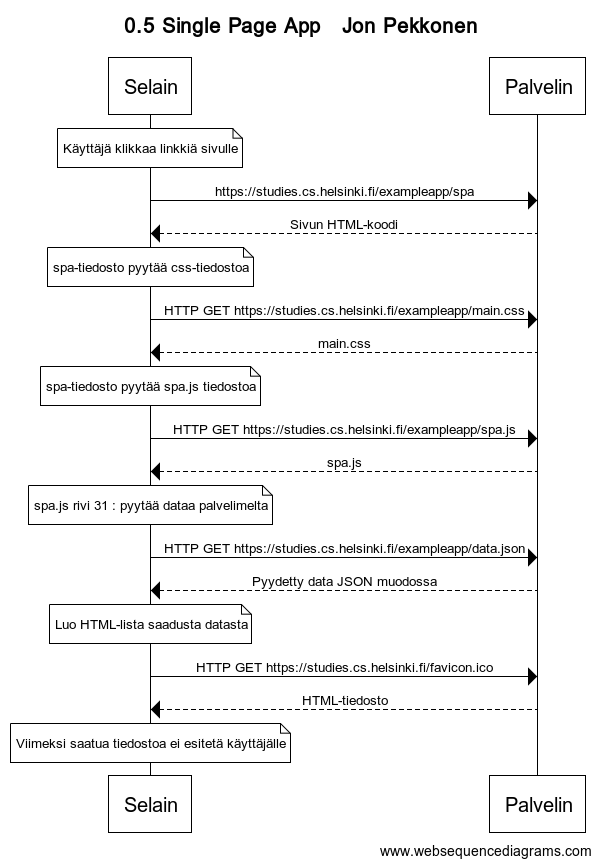 0.5 Single Page App   Jon Pekkonen
Selain
Palvelin
Käyttäjä klikkaa linkkiä sivulle
https://studies.cs.helsinki.fi/exampleapp/spa
Sivun HTML-koodi
spa-tiedosto pyytää css-tiedostoa
HTTP GET https://studies.cs.helsinki.fi/exampleapp/main.css
main.css
spa-tiedosto pyytää spa.js tiedostoa
HTTP GET https://studies.cs.helsinki.fi/exampleapp/spa.js
spa.js
spa.js rivi 31 : pyytää dataa palvelimelta
HTTP GET https://studies.cs.helsinki.fi/exampleapp/data.json
Pyydetty data JSON muodossa
Luo HTML-lista saadusta datasta
HTTP GET https://studies.cs.helsinki.fi/favicon.ico
HTML-tiedosto
Viimeksi saatua tiedostoa ei esitetä käyttäjälle
Selain
Palvelin
www.websequencediagrams.com